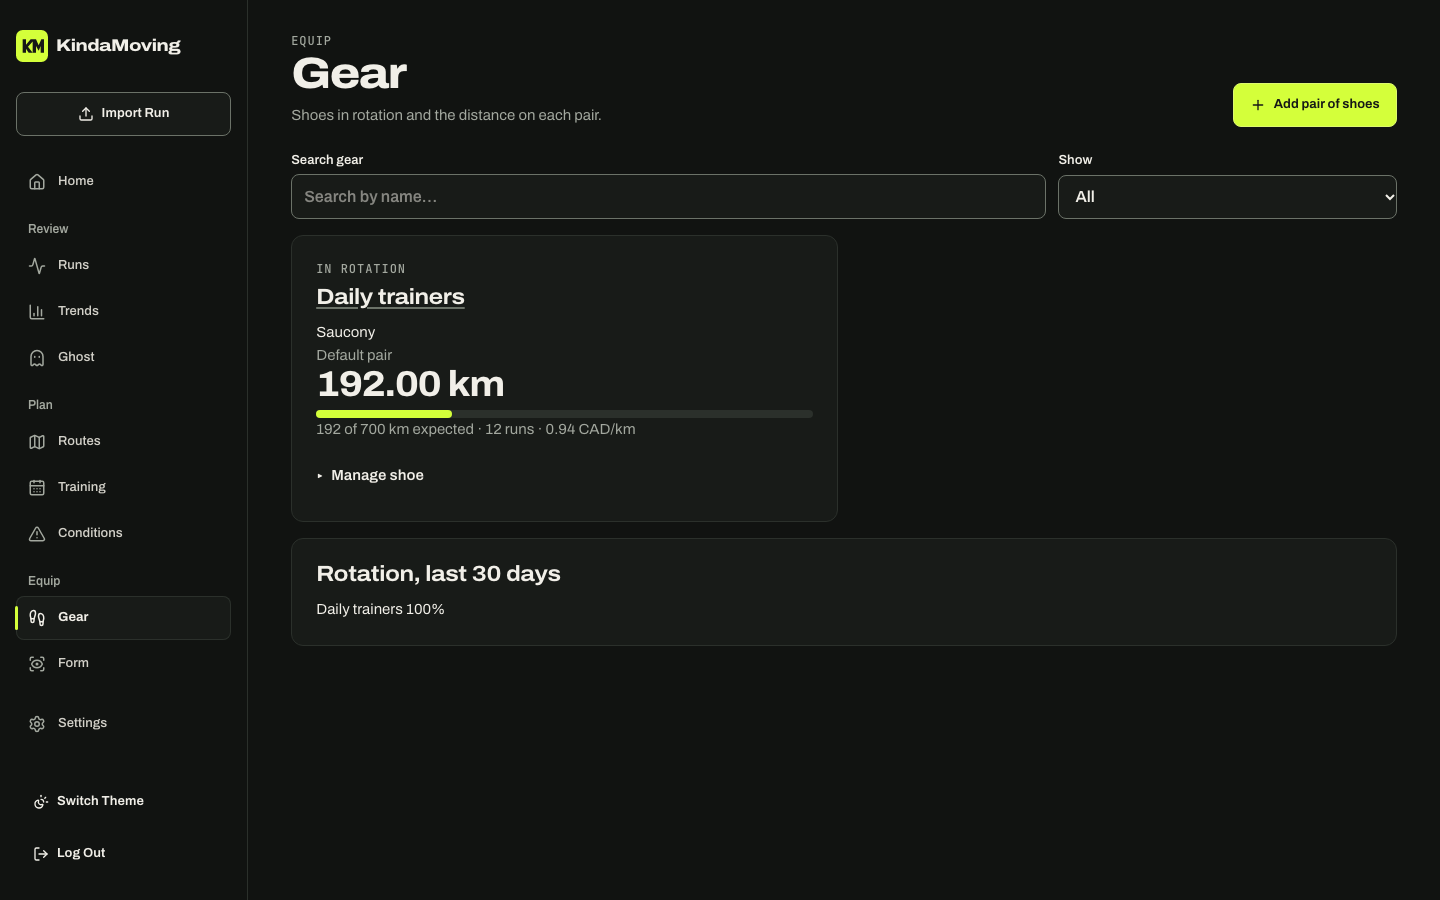 KM KindaMoving
Import Run
Home
Review
Runs
Trends
Ghost
Plan
Routes
Training
Conditions
Equip
Gear
Form
Settings
Switch Theme
Log Out
EQUIP
Gear
Shoes in rotation and the distance on each pair.
Add pair of shoes
Search gear
Search by name...
Show
All
IN ROTATION
Daily trainers
Saucony
Default pair
192.00 km
192 of 700 km expected · 12 runs · 0.94 CAD/km
Manage shoe
Rotation, last 30 days
Daily trainers 100%